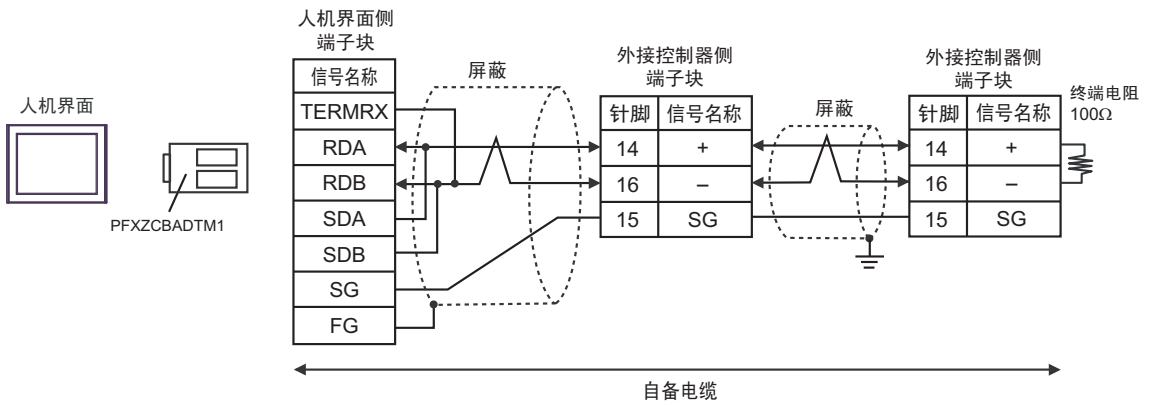 人机界面
PFXZCBADTM1
人机界面侧
端子块
信号名称
TERMRX
RDA
RDB
SDA
SDB
SG
FG
屏蔽
外接控制器侧
端子块
针脚 信号名称
14 +
16 –
15 SG
屏蔽
外接控制器侧
端子块
针脚 信号名称
14 +
16 –
15 SG
终端电阻
100Ω
自备电缆